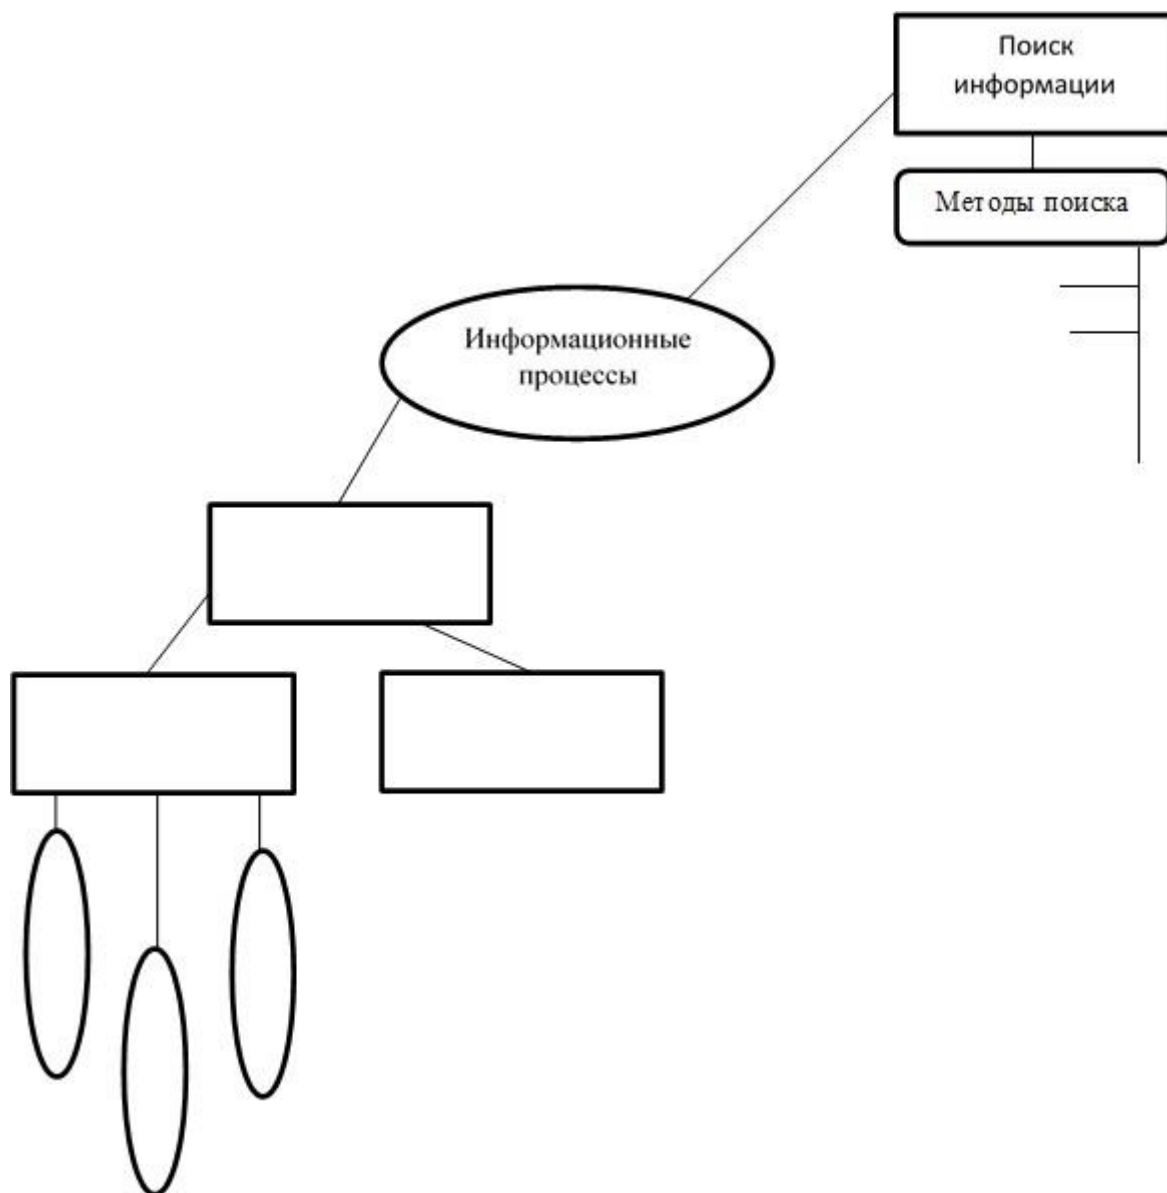 Поиск
информации
Методы поиска
Информационные
процессы